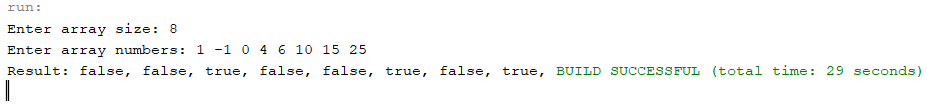 run:
Enter array size: 8
Enter array numbers: 1 -1 0 4 6 10 15 25
Result: false, false, true, false, false, true, false, true, BUILD SUCCESSFUL (total time: 29 seconds)